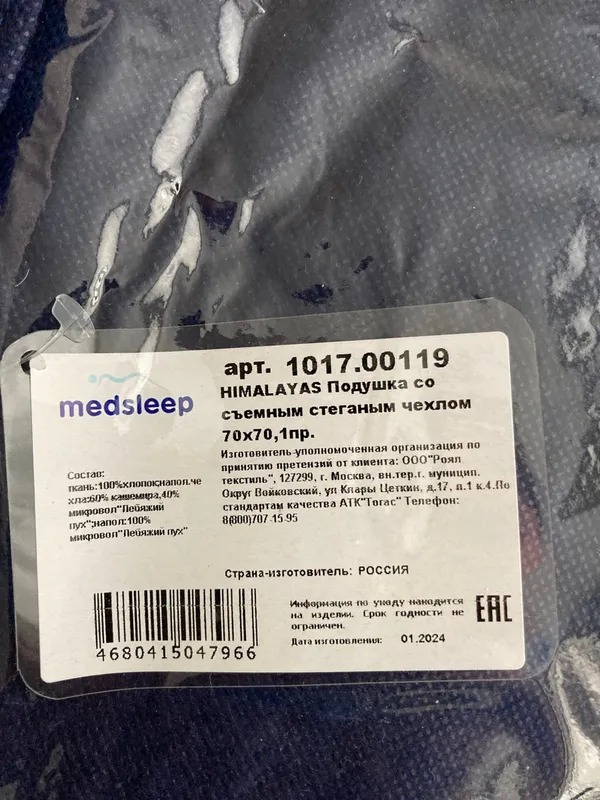 арт. 1017.00119
medsleep
HIMALAYAS Подушка со
съемным стеганым чехлом
70х70,1пр.
Изготовитель-уполномоченная организация по
принятию претензий от клиента: ООО"Роял
текстиль", 127299, г. Москва, вн.тер.г. муницип.
Округ Войковский, ул Клары Цеткин, д.17, п.1 к.4.По
стандартам качества АТК"Тогас" Телефон:
8(800)707-15-95
Состав:
ткань:100%хлопок;напол.че
хла:60% кашемира,40%
микровол"Лебяжий
пух";напол:100%
микровол"Лебяжий пух"
Страна-изготовитель: РОССИЯ
Информация по уходу находится
на изделии. Срок годности не
ограничен.
Дата изготовления: 01.2024
EAC
4680415047966